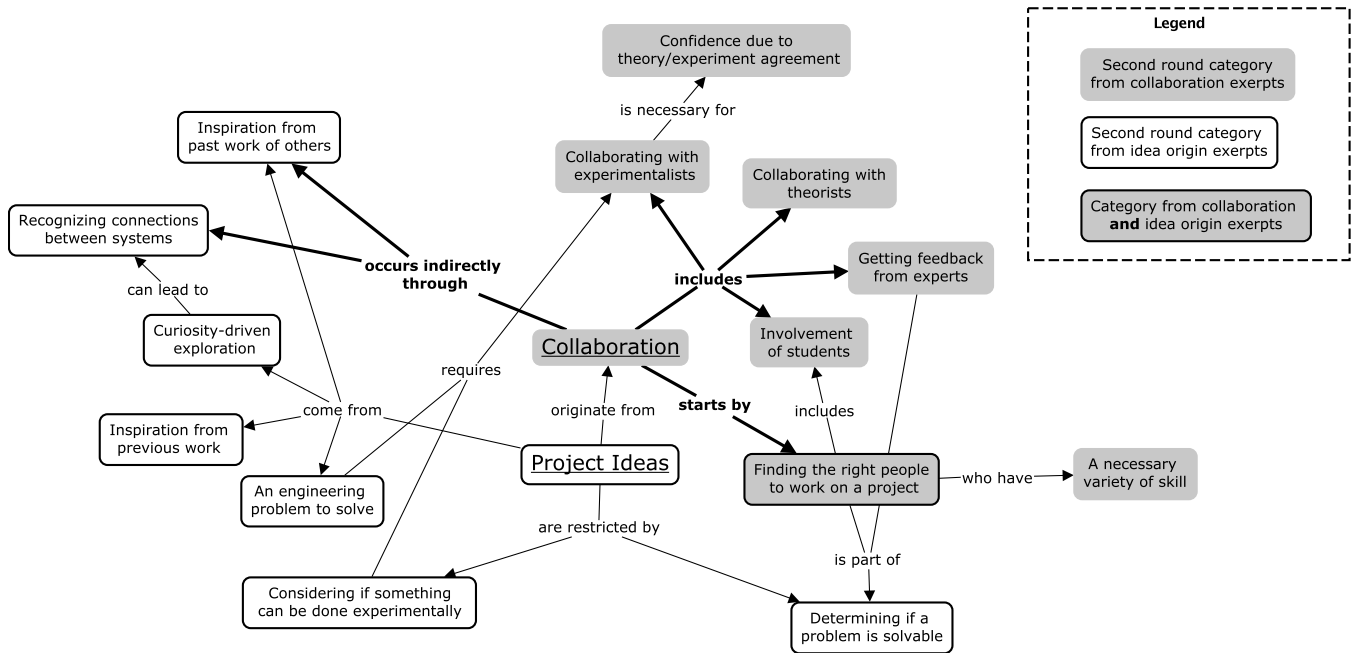 Legend
Confidence due to
theory/experiment agreement
Second round category
from collaboration exerpts
is necessary for
Inspiration from
past work of others
Second round category
from idea origin exerpts
Collaborating with
experimentalists
Collaborating with
theorists
Category from collaboration
and idea origin exerpts
Recognizing connections
between systems
occurs indirectly
through
includes
Getting feedback
from experts
can lead to
Curiosity-driven
exploration
Collaboration
Involvement
of students
requires
come from
originate from
starts by
includes
Inspiration from
previous work
Project Ideas
Finding the right people
to work on a project
who have
A necessary
variety of skill
An engineering
problem to solve
are restricted by
is part of
Considering if something
can be done experimentally
Determining if a
problem is solvable